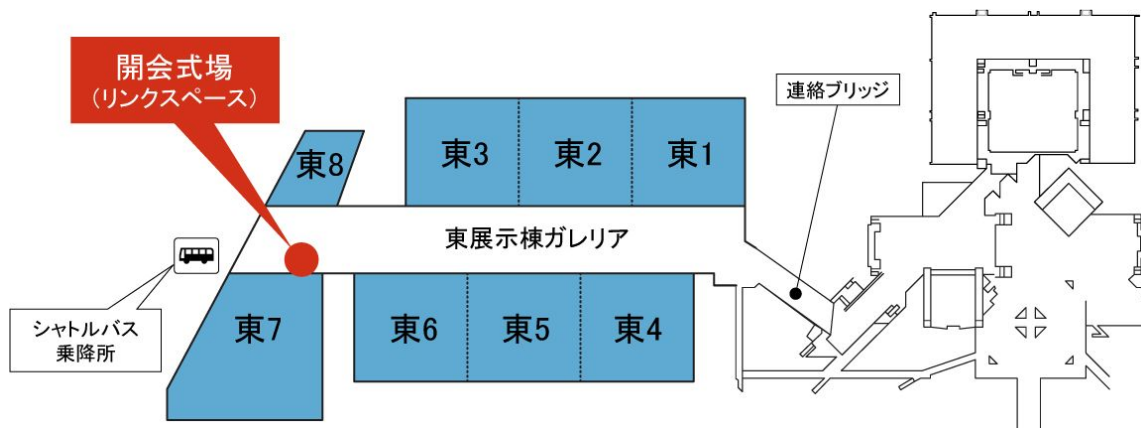 開会式場
（リンクスペース）
連絡ブリッジ
東8
東3
東2
東1
東展示棟ガレリア
シャトルバス
乗降所
東7
東6
東5
東4